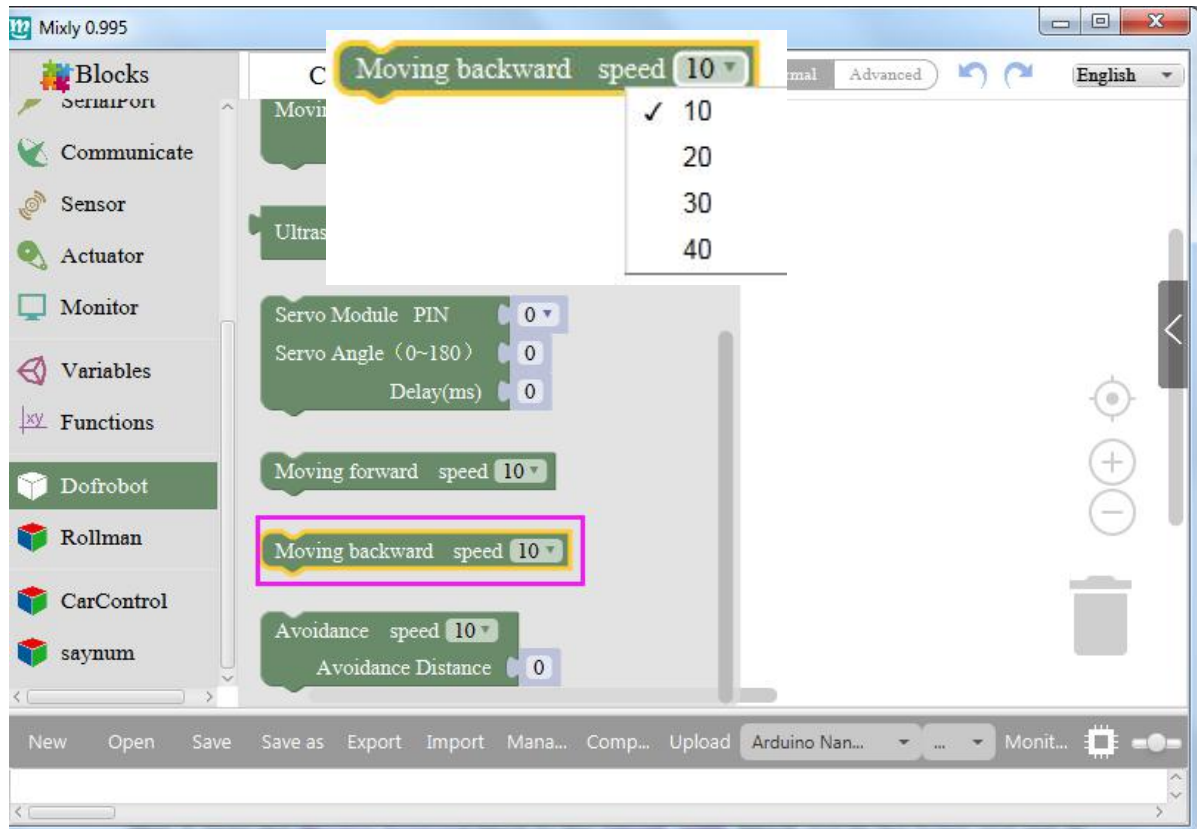 Mixly 0.995
Blocks
C
Moving backward speed 10
Advanced
English
10
20
30
40
SerialPort
Communicate
Sensor
Actuator
Monitor
Variables
Functions
Dofrobot
Rollman
CarControl
saynum
Servo Module PIN 0
Servo Angle（0~180） 0
Delay(ms) 0
Moving forward speed 10
Moving backward speed 10
Avoidance speed 10
Avoidance Distance 0
New Open Save Save as Export Import Mana... Comp... Upload Arduino Nan... ... Monit...